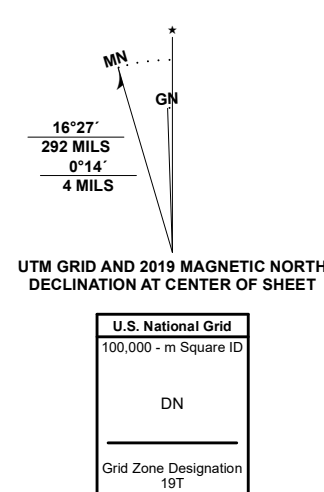 ★
MN
GN
16°27´
292 MILS
0°14´
4 MILS
UTM GRID AND 2019 MAGNETIC NORTH
DECLINATION AT CENTER OF SHEET
U.S. National Grid
100,000 - m Square ID
DN
Grid Zone Designation
19T